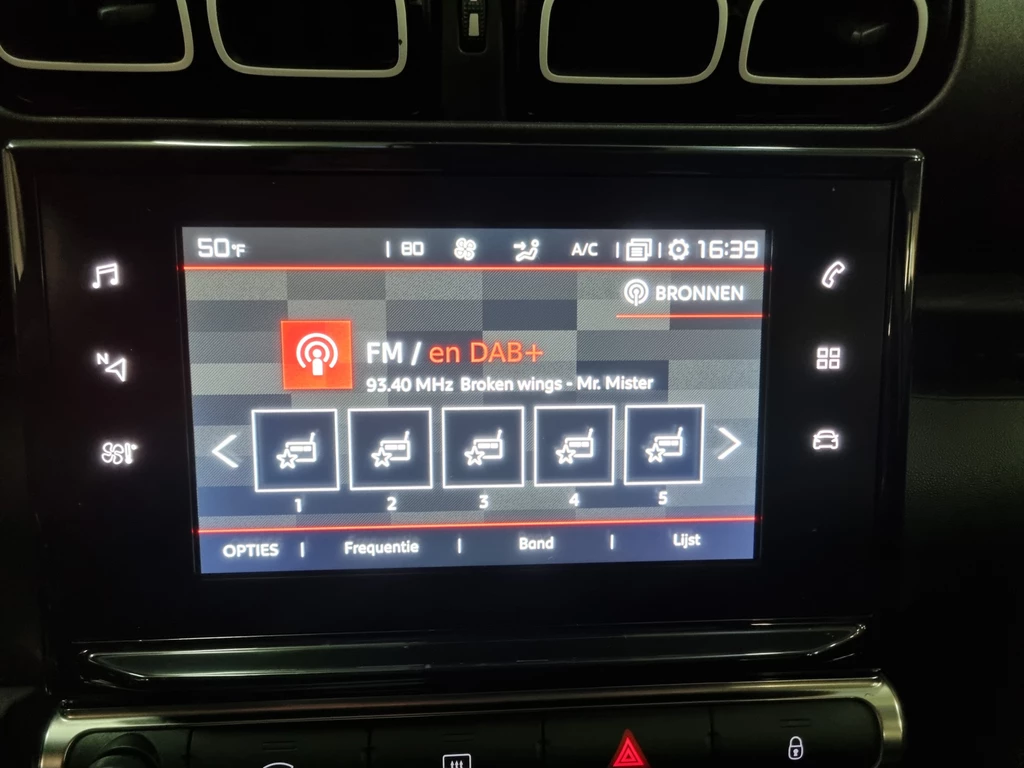 50°F | 80 A/C | | 16:39
BRONNEN
N
FM / en DAB+
93.40 MHz Broken wings - Mr. Mister
1 2 3 4 5
OPTIES | Frequentie | Band | Lijst